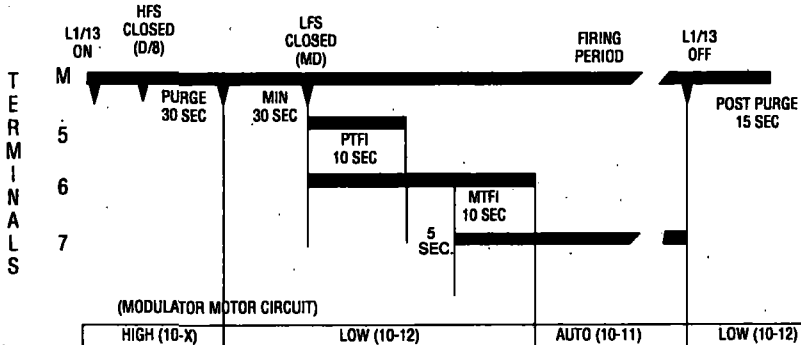 L1/13
ON
HFS
CLOSED
(D/8)
LFS
CLOSED
(MD)
FIRING
PERIOD
L1/13
OFF
TERMINALS
M
PURGE
30 SEC
MIN
30 SEC
POST PURGE
15 SEC
5
PTFI
10 SEC
6
MTFI
10 SEC
7
5
SEC.
(MODULATOR MOTOR CIRCUIT)
HIGH (10-X)
LOW (10-12)
AUTO (10-11)
LOW (10-12)